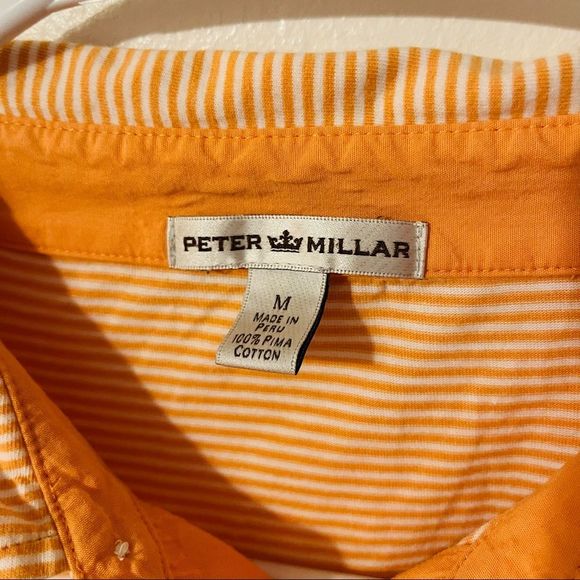 PETER MILLAR
M
MADE IN
PERU
100% PIMA
COTTON